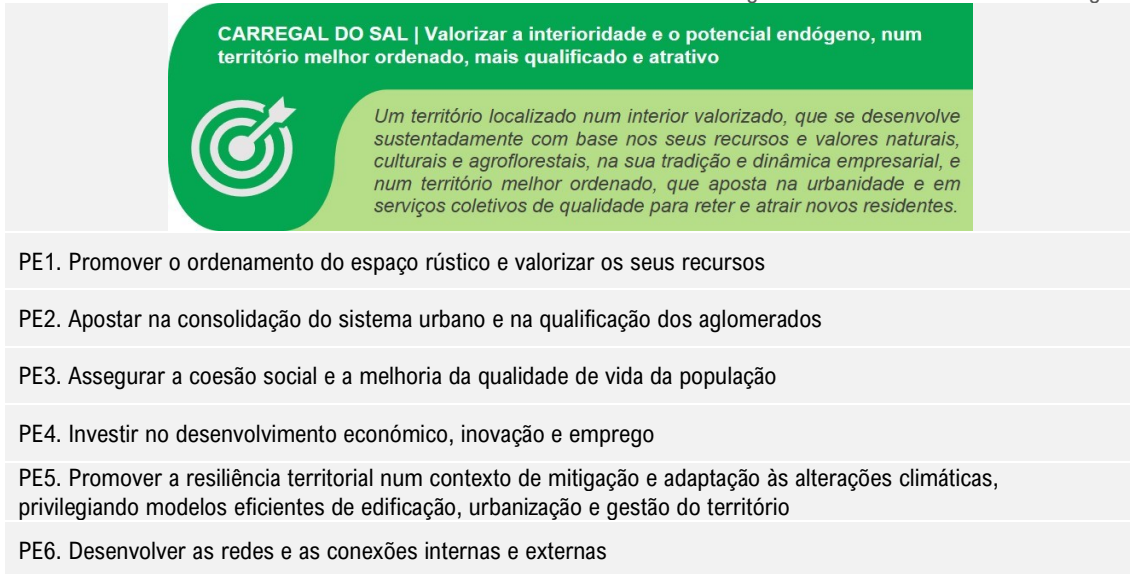 CARREGAL DO SAL | Valorizar a interioridade e o potencial endógeno, num
território melhor ordenado, mais qualificado e atrativo
Um território localizado num interior valorizado, que se desenvolve
sustentadamente com base nos seus recursos e valores naturais,
culturais e agroflorestais, na sua tradição e dinâmica empresarial, e
num território melhor ordenado, que aposta na urbanidade e em
serviços coletivos de qualidade para reter e atrair novos residentes.
PE1. Promover o ordenamento do espaço rústico e valorizar os seus recursos
PE2. Apostar na consolidação do sistema urbano e na qualificação dos aglomerados
PE3. Assegurar a coesão social e a melhoria da qualidade de vida da população
PE4. Investir no desenvolvimento económico, inovação e emprego
PE5. Promover a resiliência territorial num contexto de mitigação e adaptação às alterações climáticas,
privilegiando modelos eficientes de edificação, urbanização e gestão do território
PE6. Desenvolver as redes e as conexões internas e externas